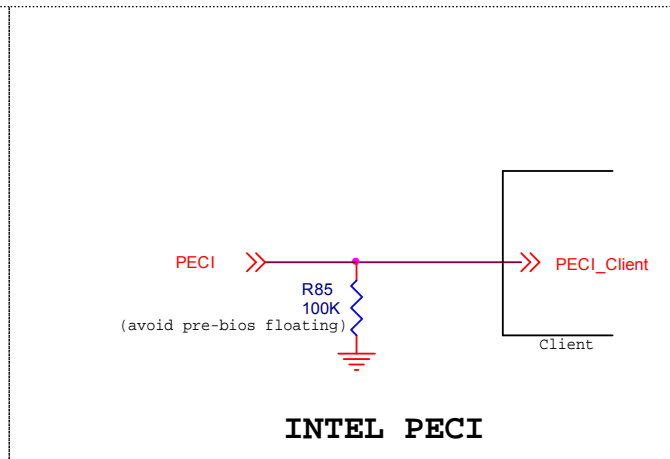 PECI
PECI_Client
R85
100K
(avoid pre-bios floating)
Client
INTEL PECI